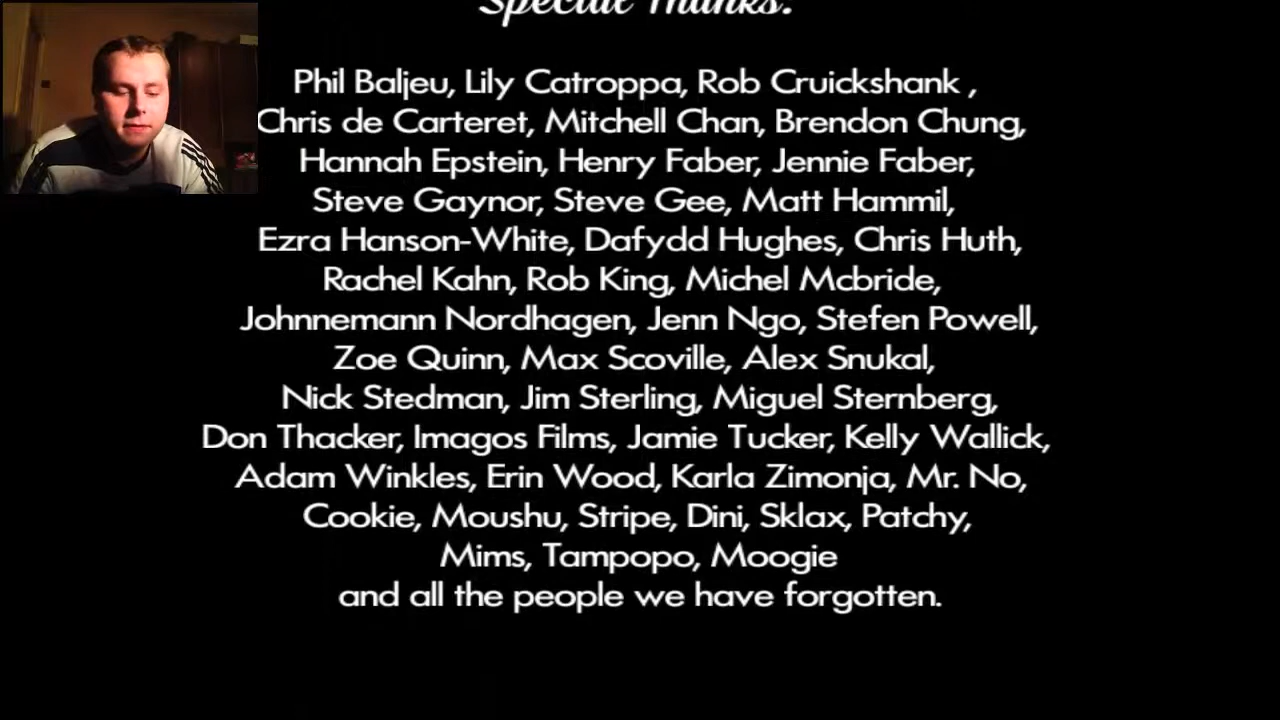 Special Thanks:
Phil Baljeu, Lily Catroppa, Rob Cruickshank ,
Chris de Carteret, Mitchell Chan, Brendon Chung,
Hannah Epstein, Henry Faber, Jennie Faber,
Steve Gaynor, Steve Gee, Matt Hammil,
Ezra Hanson-White, Dafydd Hughes, Chris Huth,
Rachel Kahn, Rob King, Michel Mcbride,
Johnnemann Nordhagen, Jenn Ngo, Stefen Powell,
Zoe Quinn, Max Scoville, Alex Snukal,
Nick Stedman, Jim Sterling, Miguel Sternberg,
Don Thacker, Imagos Films, Jamie Tucker, Kelly Wallick,
Adam Winkles, Erin Wood, Karla Zimonja, Mr. No,
Cookie, Moushu, Stripe, Dini, Sklax, Patchy,
Mims, Tampopo, Moogie
and all the people we have forgotten.